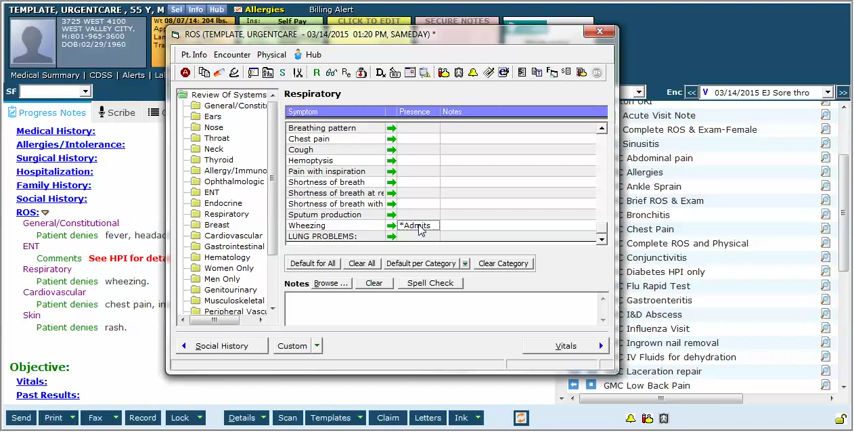 TEMPLATE, URGENTCARE , 55 Y, M
Sel Info Hub
Allergies
Billing Alert
3725 WEST 4100
WEST VALLEY CITY,
H:801-965-3600
DOB:02/29/1960
Wt 08/07/14: 204 lbs.
Ins: Self Pay
CLICK TO EDIT
SECURE NOTES
Medical Summary | CDSS | Alerts | Lab
SF
Enc << V 03/14/2015 EJ Sore thro >>
Progress Notes
Scribe
Medical History:
Allergies/Intolerance:
Surgical History:
Hospitalization:
Family History:
Social History:
ROS:
General/Constitutional
Patient denies fever, heada
ENT
Comments See HPI for deta
Respiratory
Patient denies wheezing.
Cardiovascular
Patient denies chest pain, in
Skin
Patient denies rash.
Objective:
Vitals:
Past Results:
ROS (TEMPLATE, URGENTCARE - 03/14/2015 01:20 PM, SAMEDAY) *
Pt. Info Encounter Physical Hub
Review Of Systems
General/Constitu
Ears
Nose
Throat
Neck
Thyroid
Allergy/Immuno
Ophthalmologic
ENT
Endocrine
Respiratory
Breast
Cardiovascular
Gastrointestinal
Hematology
Women Only
Men Only
Genitourinary
Musculoskeletal
Peripheral Vascu
Respiratory
Symptom Presence Notes
Breathing pattern
Chest pain
Cough
Hemoptysis
Pain with inspiration
Shortness of breath
Shortness of breath at re
Shortness of breath with
Sputum production
Wheezing *Admits
LUNG PROBLEMS:
Default for All Clear All Default per Category Clear Category
Notes Browse ... Clear Spell Check
Social History Custom Vitals
Acute Visit Note
Complete ROS & Exam-Female
Sinusitis
Abdominal pain
Allergies
Ankle Sprain
Brief ROS & Exam
Bronchitis
Chest Pain
Complete ROS and Physical
Conjunctivitis
Diabetes HPI only
Flu Rapid Test
Gastroenteritis
I&D Abscess
Influenza Visit
Ingrown nail removal
IV Fluids for dehydration
Laceration repair
GMC Low Back Pain
Send Print Fax Record Lock Details Scan Templates Claim Letters Ink